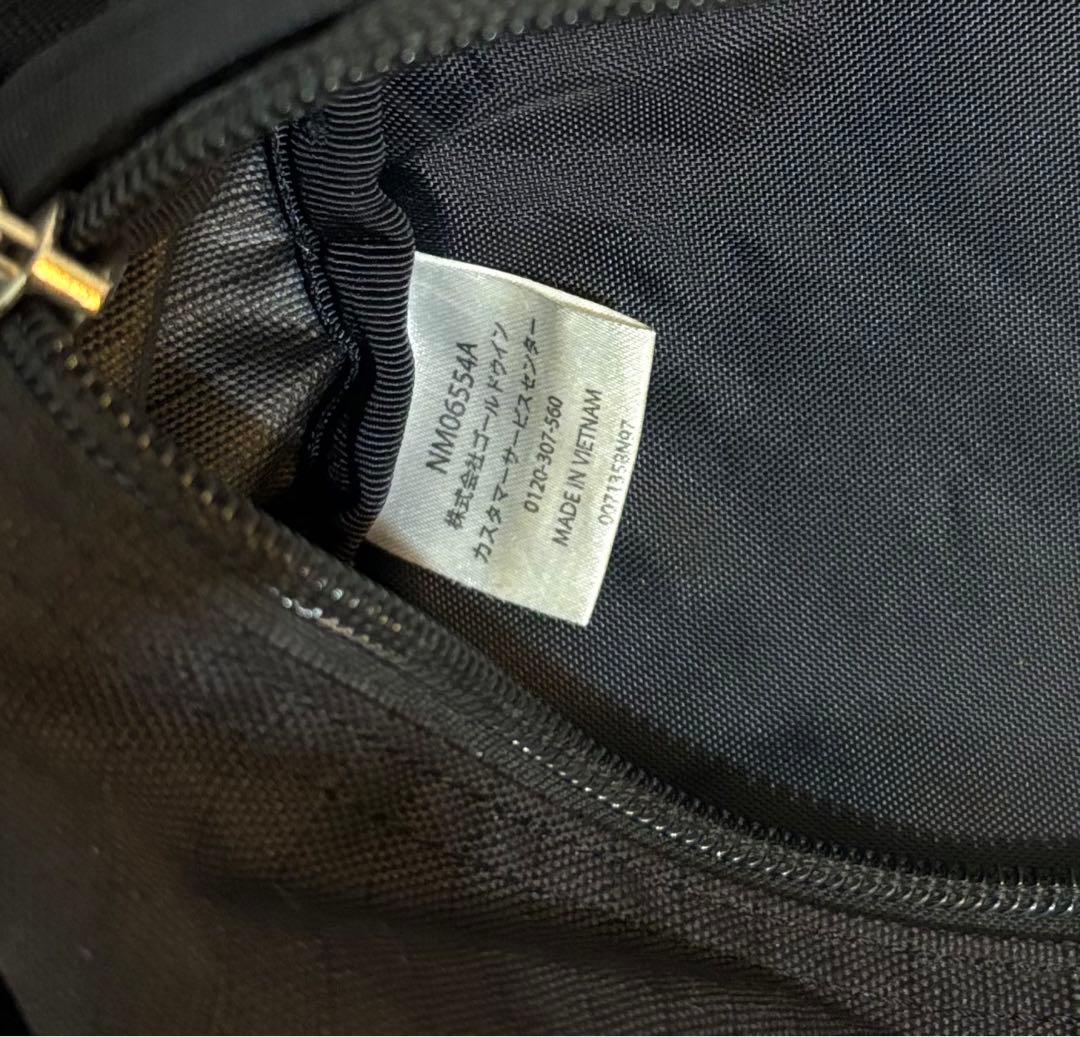 NM06554A
株式会社ゴールドウイン
カスタマーサービスセンター
0120-307-560
MADE IN VIETNAM